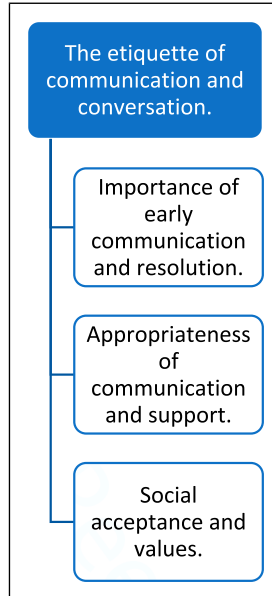 The etiquette of
communication and
conversation.
Importance of
early
communication
and resolution.
Appropriateness
of
communication
and support.
Social
acceptance and
values.